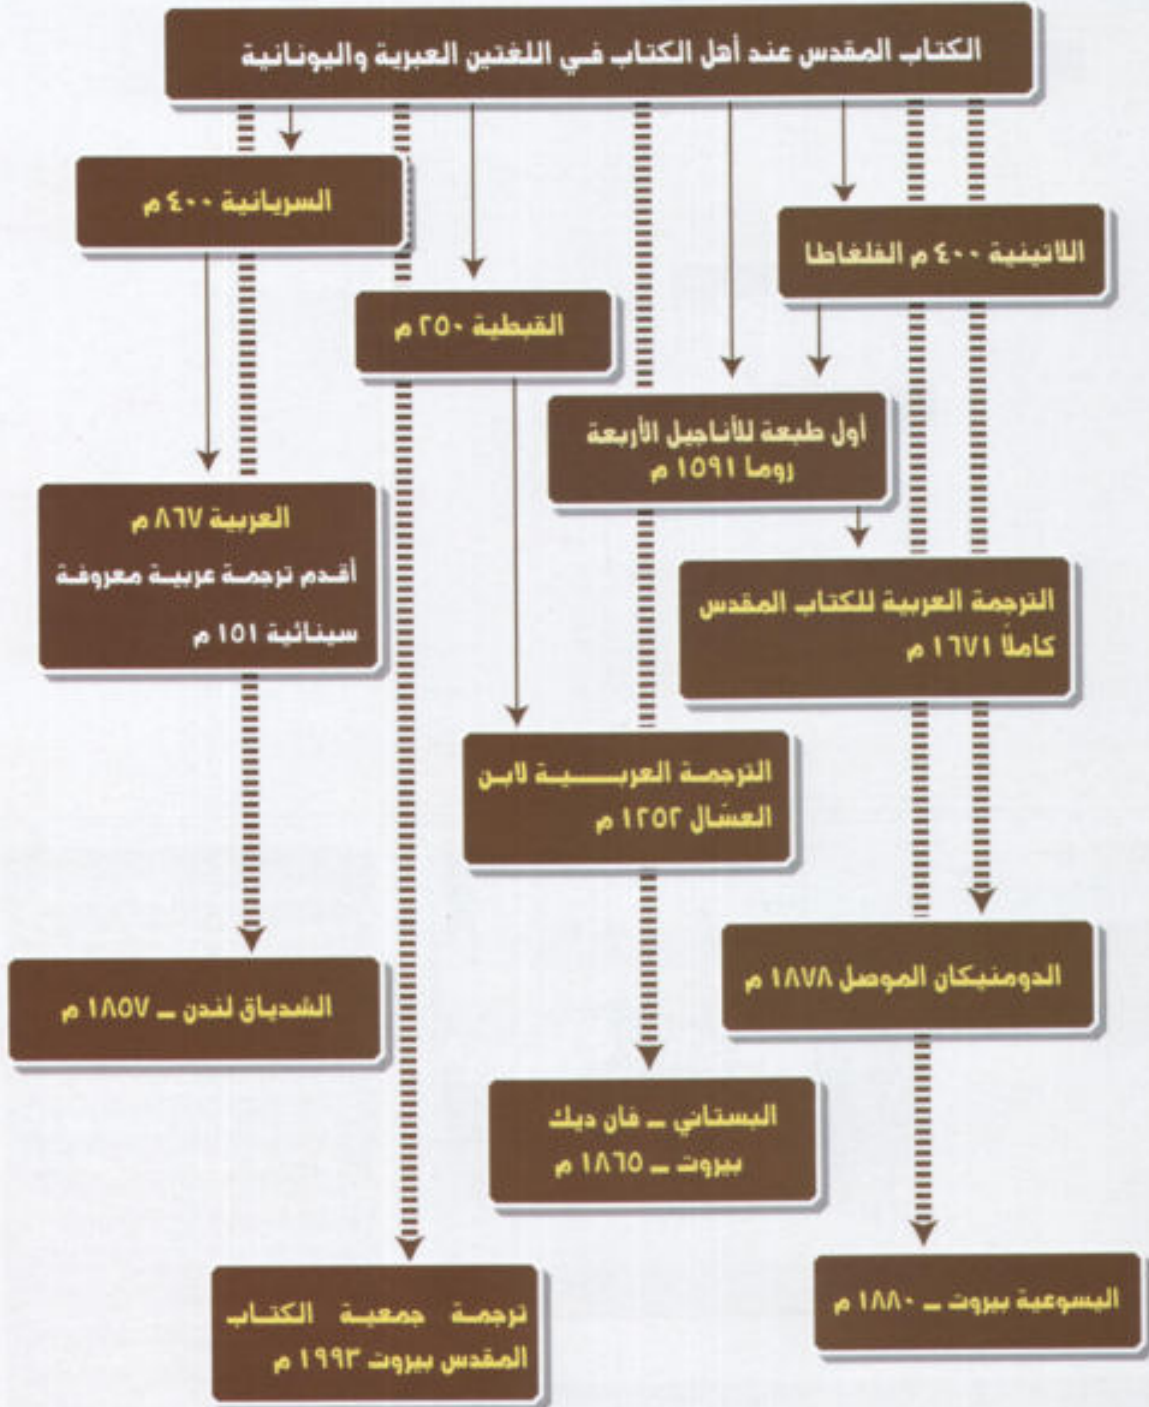 الكتاب المقدس عند أهل الكتاب في اللغتين العبرية واليونانية
السريانية ٤٠٠ م
اللاتينية ٤٠٠ م الفلغاطا
القبطية ٢٥٠ م
أول طبعة للأناجيل الأربعة
روما ١٥٩١ م
العربية ٨٦٧ م
أقدم ترجمة عربية معروفة
سينائية ١٥١ م
الترجمة العربية للكتاب المقدس
كاملاً ١٦٧١ م
الترجمة العربية لابن
العسّال ١٢٥٢ م
الدومنيكان الموصل ١٨٧٨ م
الشدياق لندن – ١٨٥٧ م
البستاني – فان ديك
بيروت – ١٨٦٥ م
اليسوعية بيروت – ١٨٨٠ م
ترجمة جمعية الكتاب
المقدس بيروت ١٩٩٣ م